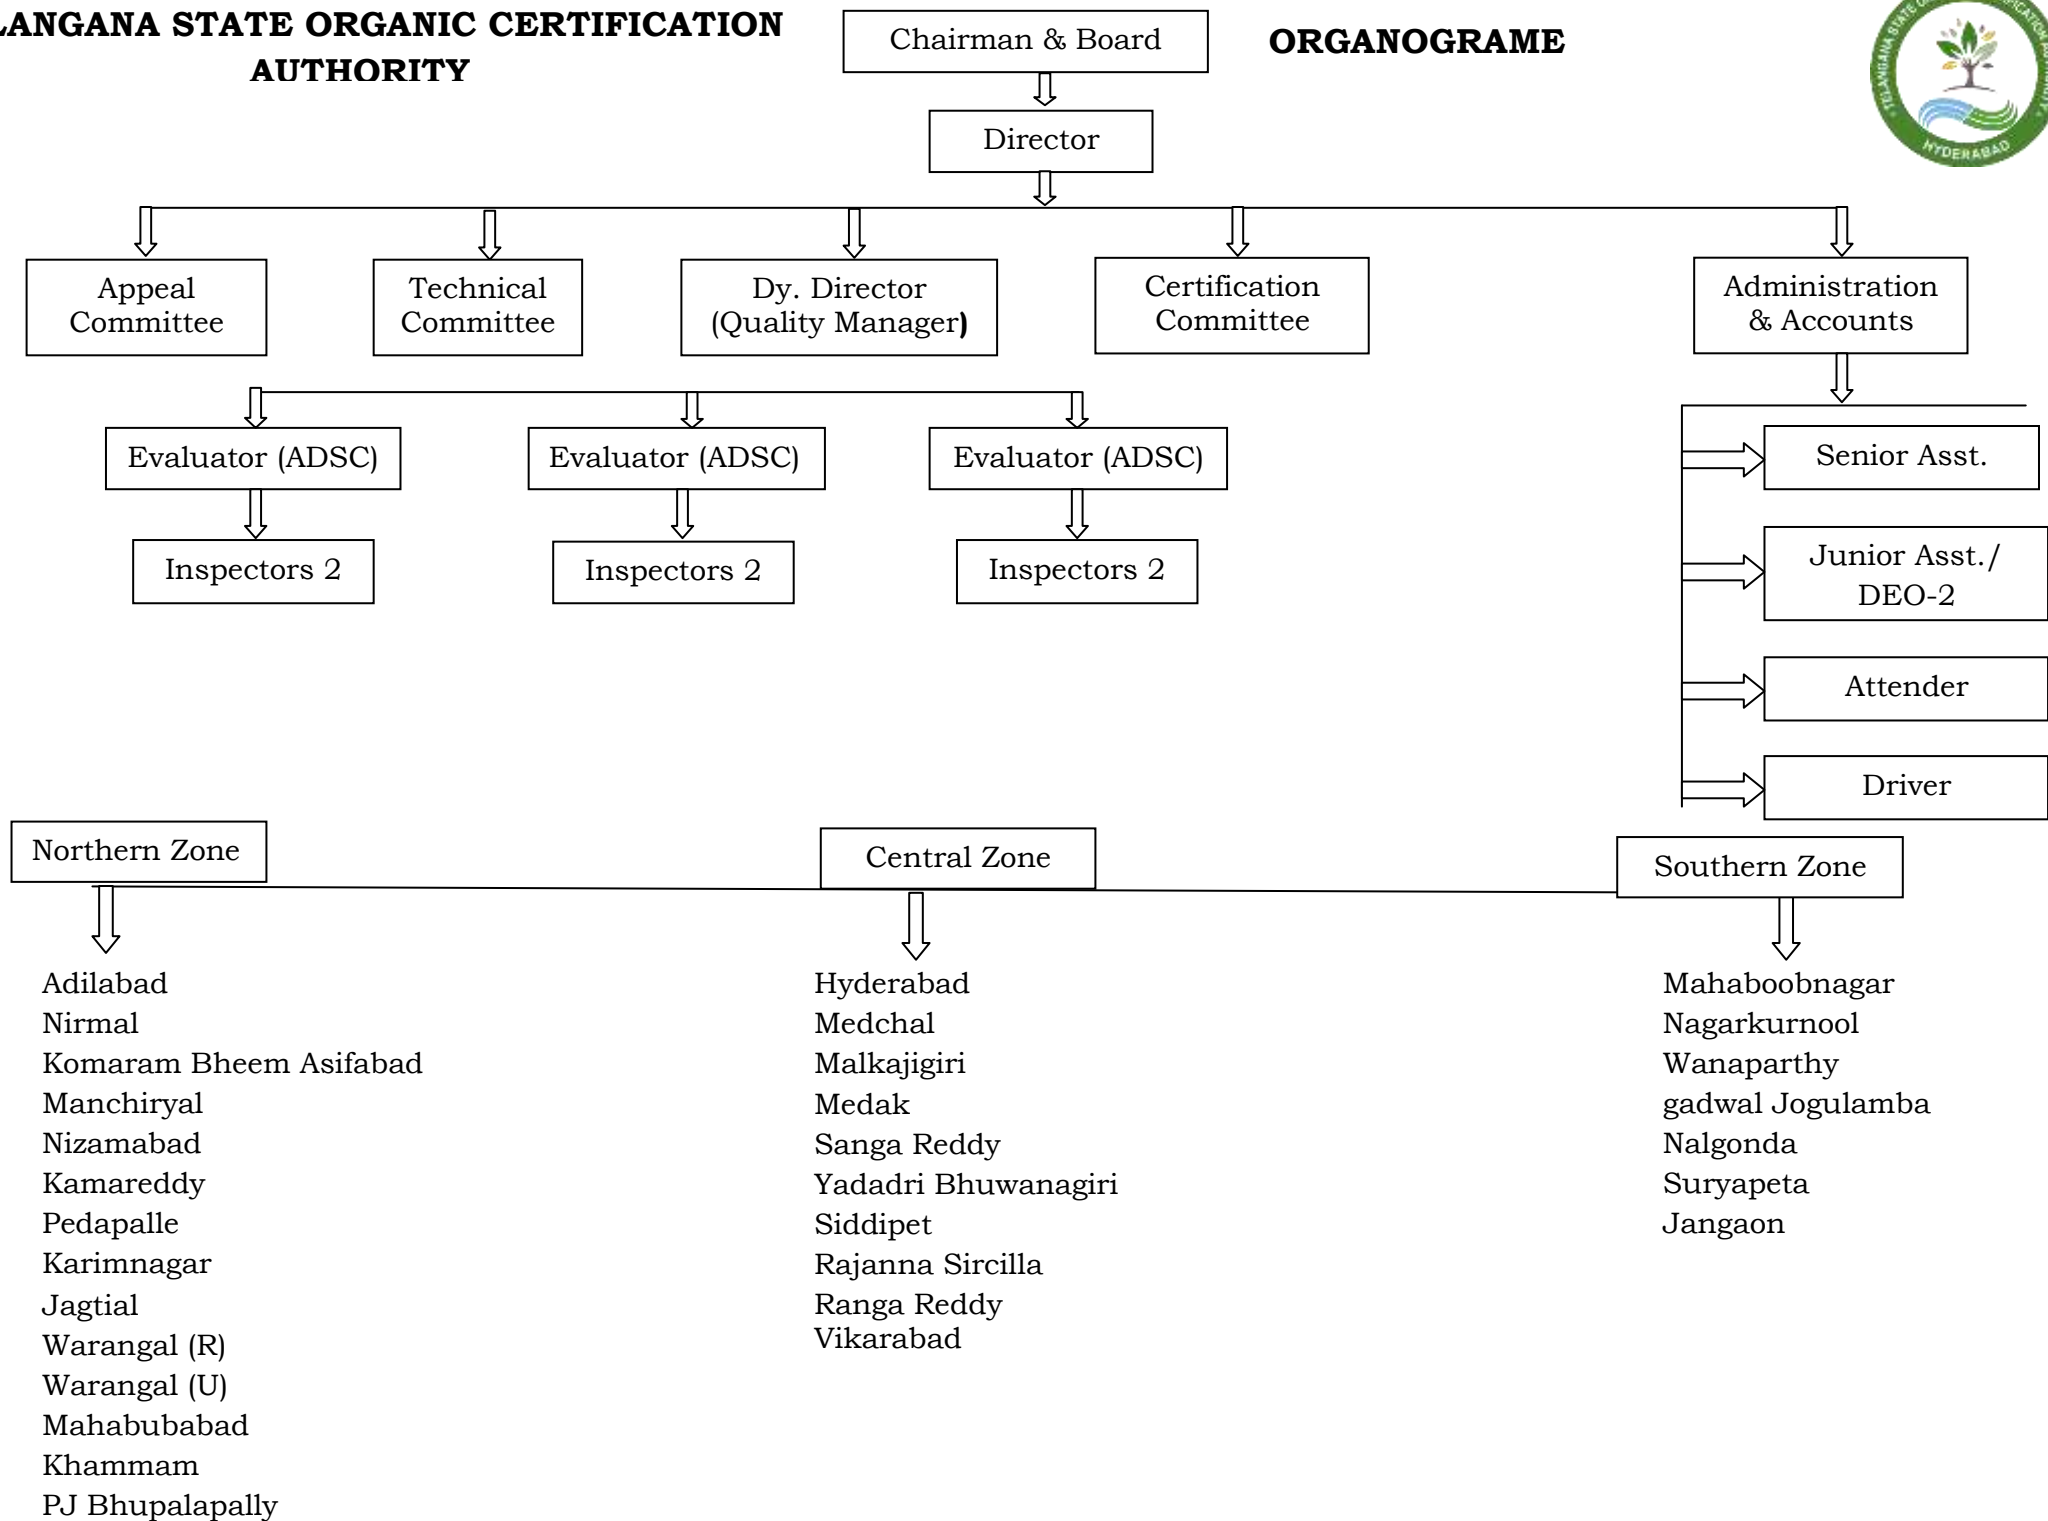 LANGANA STATE ORGANIC CERTIFICATION
AUTHORITY
Chairman & Board
ORGANOGRAME
TELANGANA STATE
HYDERABAD
Director
Appeal
Committee
Technical
Committee
Dy. Director
(Quality Manager)
Certification
Committee
Administration
& Accounts
Evaluator (ADSC)
Evaluator (ADSC)
Evaluator (ADSC)
Inspectors 2
Inspectors 2
Inspectors 2
Senior Asst.
Junior Asst./
DEO-2
Attender
Driver
Northern Zone
Adilabad
Nirmal
Komaram Bheem Asifabad
Manchiryal
Nizamabad
Kamareddy
Pedapalle
Karimnagar
Jagtial
Warangal (R)
Warangal (U)
Mahabubabad
Khammam
PJ Bhupalapally
Central Zone
Hyderabad
Medchal
Malkajigiri
Medak
Sanga Reddy
Yadadri Bhuwanagiri
Siddipet
Rajanna Sircilla
Ranga Reddy
Vikarabad
Southern Zone
Mahaboobnagar
Nagarkurnool
Wanaparthy
gadwal Jogulamba
Nalgonda
Suryapeta
Jangaon